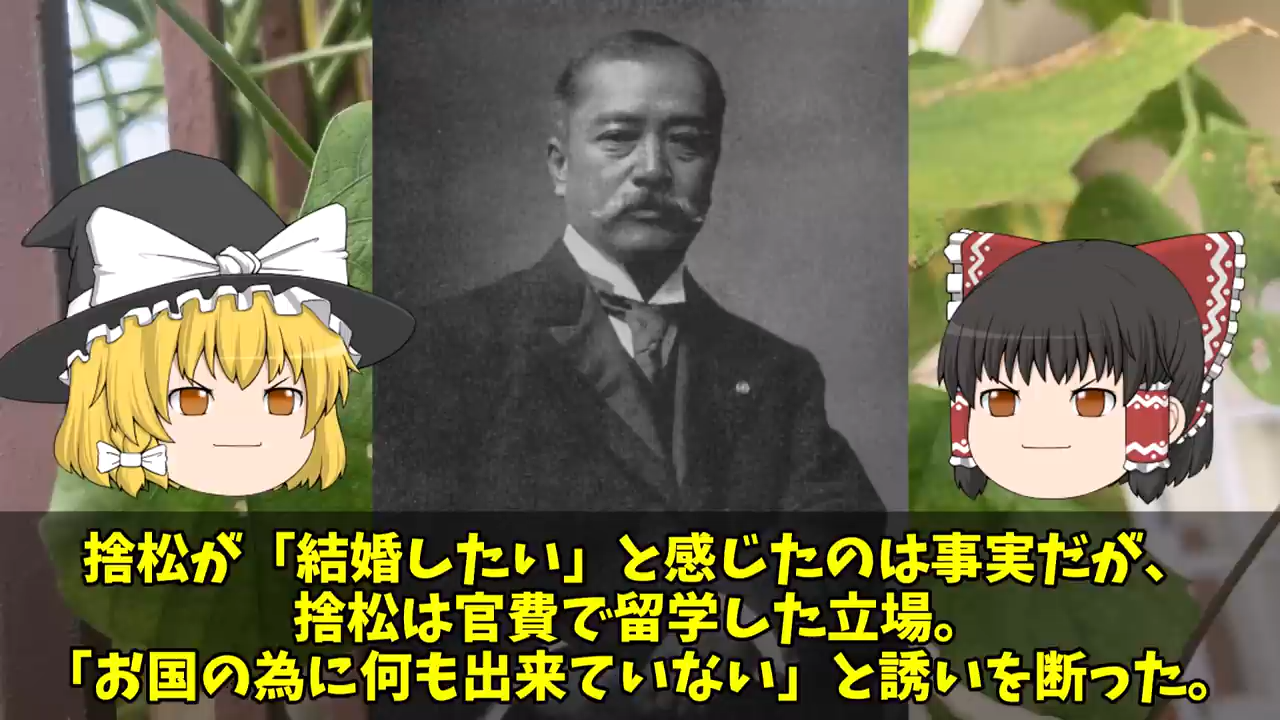 捨松が「結婚したい」と感じたのは事実だが、
捨松は官費で留学した立場。
「お国の為に何も出来ていない」と誘いを断った。